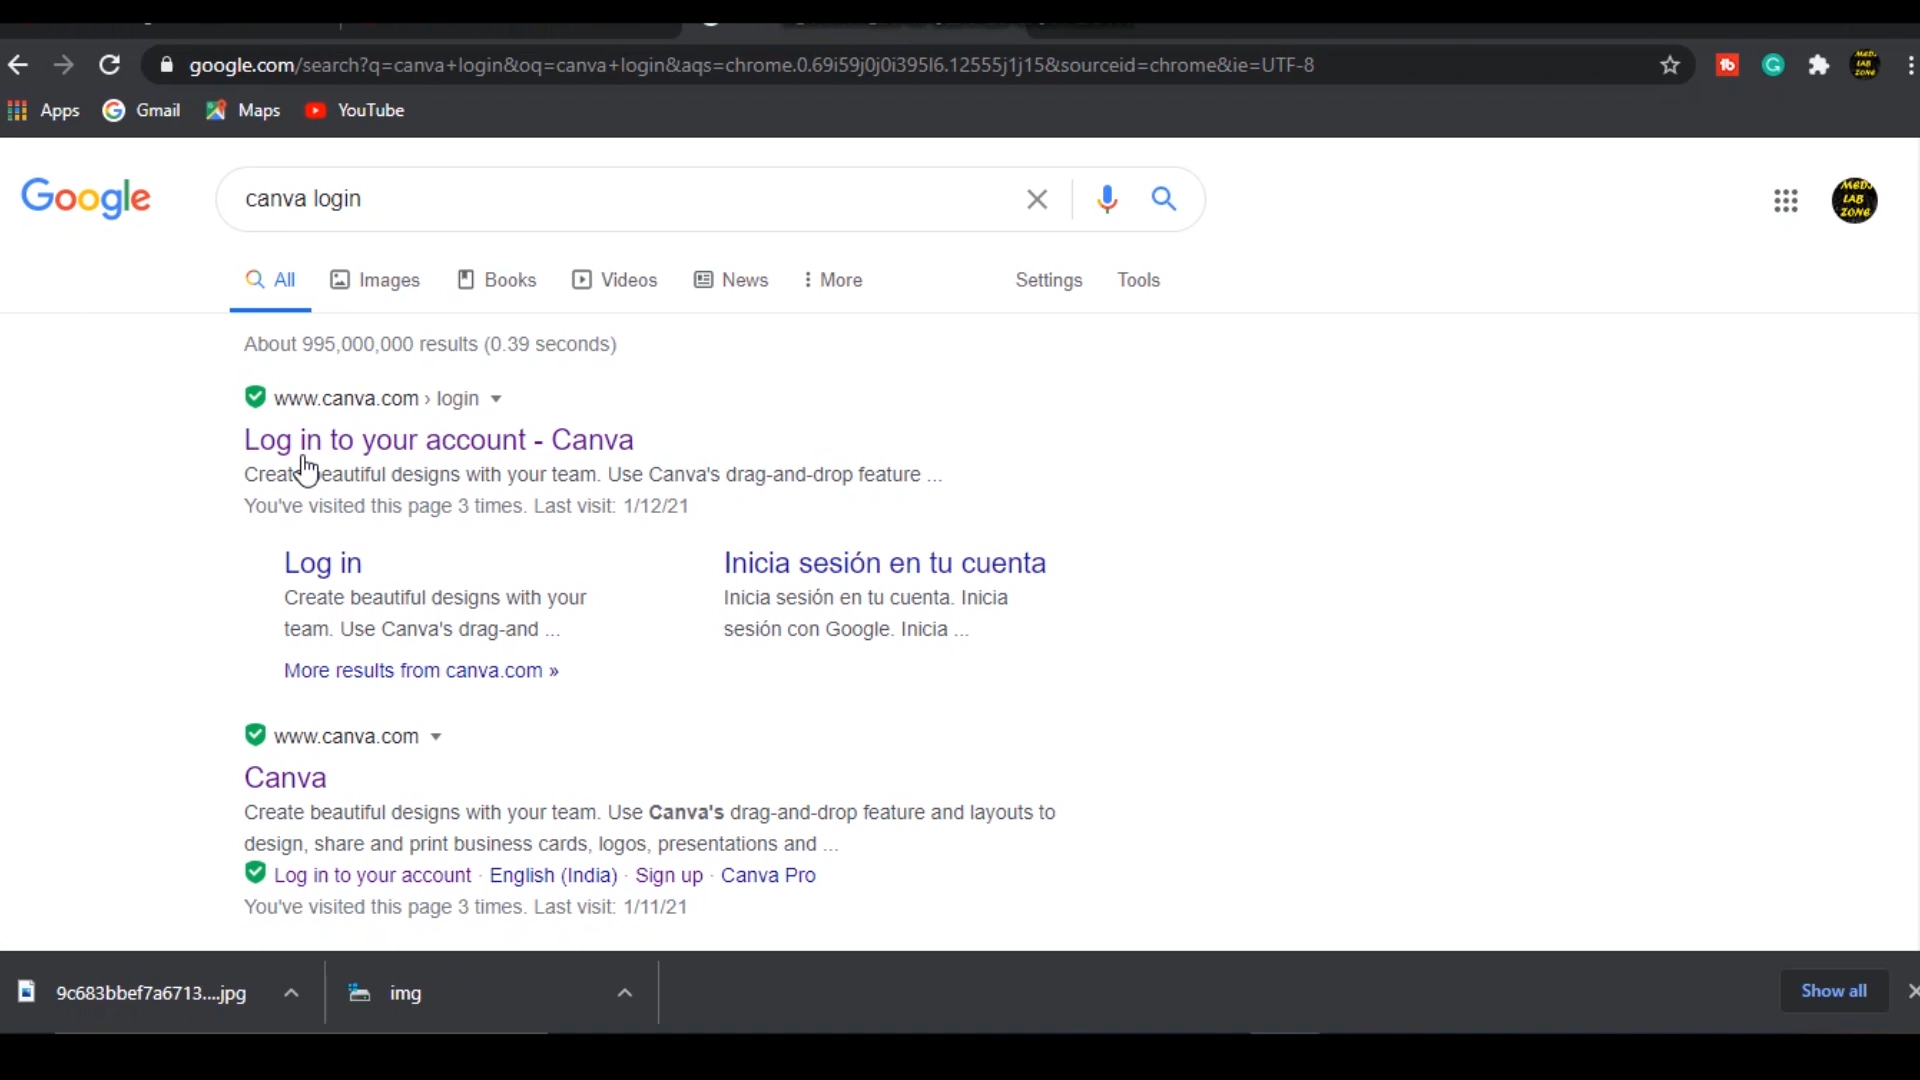 google.com/search?q=canva+login&oq=canva+login&aqs=chrome.0.69i59j0j0i395l6.12555j1j15&sourceid=chrome&ie=UTF-8
Apps Gmail Maps YouTube
Google canva login
MEDJ LAB ZONE
All Images Books Videos News More Settings Tools
About 995,000,000 results (0.39 seconds)
www.canva.com › login
Log in to your account - Canva
beautiful designs with your team. Use Canva's drag-and-drop feature ...
You've visited this page 3 times. Last visit: 1/12/21
Log in Inicia sesión en tu cuenta
Create beautiful designs with your Inicia sesión en tu cuenta. Inicia
team. Use Canva's drag-and ... sesión con Google. Inicia ...
More results from canva.com »
www.canva.com
Canva
Create beautiful designs with your team. Use Canva's drag-and-drop feature and layouts to
design, share and print business cards, logos, presentations and ...
Log in to your account · English (India) · Sign up · Canva Pro
You've visited this page 3 times. Last visit: 1/11/21
9c683bbef7a6713....jpg img Show all